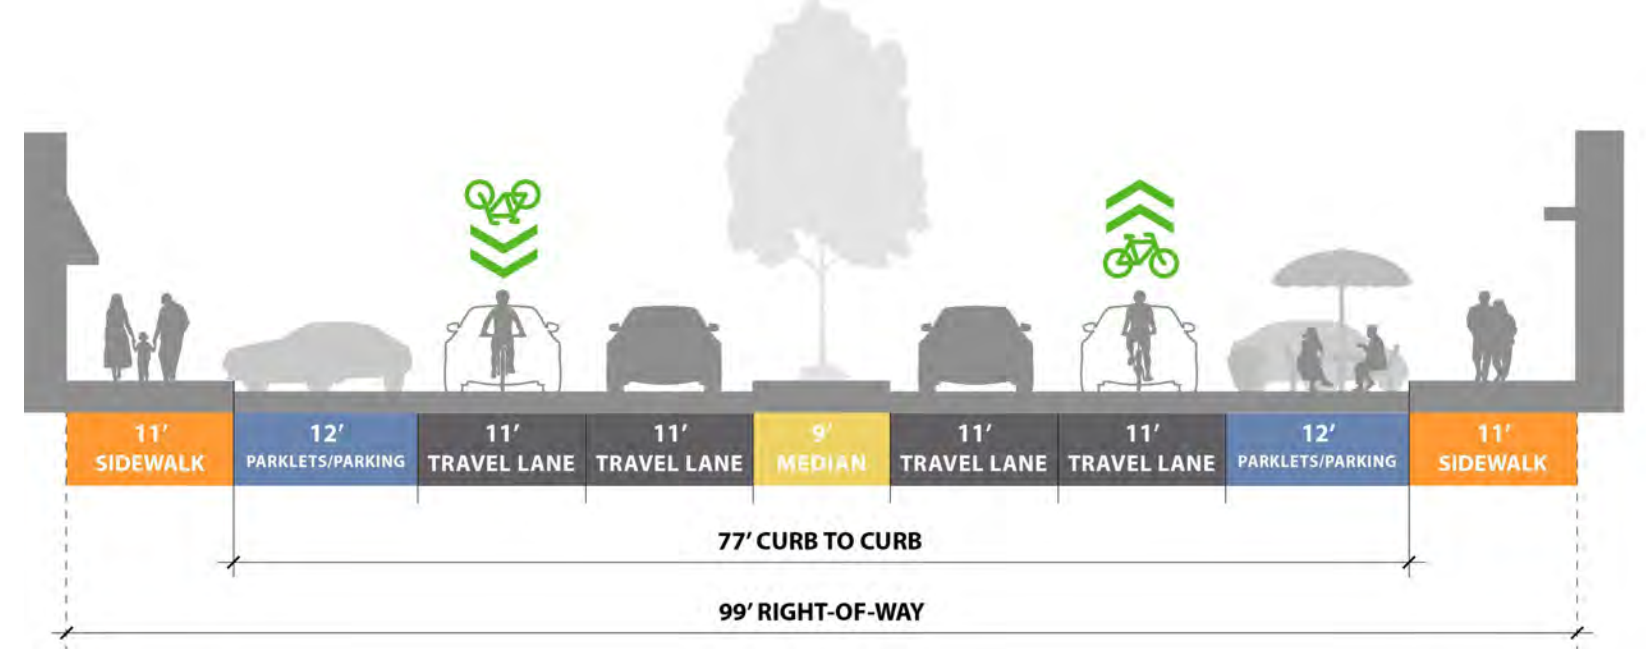 11′
SIDEWALK
12′
PARKLETS/PARKING
11′
TRAVEL LANE
11′
TRAVEL LANE
9′
MEDIAN
11′
TRAVEL LANE
11′
TRAVEL LANE
12′
PARKLETS/PARKING
11′
SIDEWALK
77′ CURB TO CURB
99′ RIGHT-OF-WAY